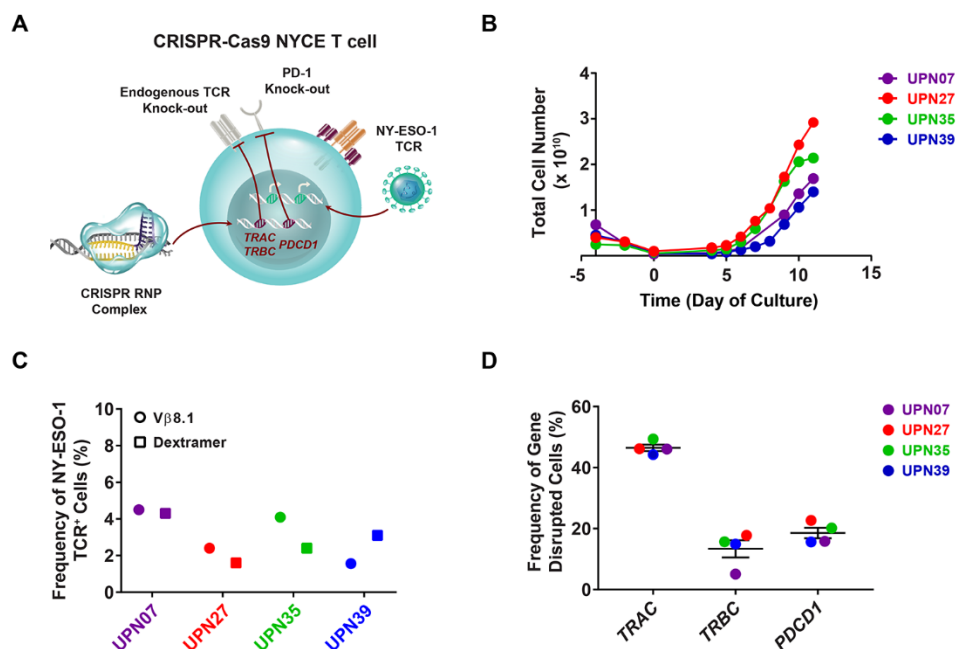 A
CRISPR-Cas9 NYCE T cell
Endogenous TCR
Knock-out
PD-1
Knock-out
NY-ESO-1
TCR
TRAC PDCD1
TRBC
CRISPR RNP
Complex
B
Total Cell Number
(x 10¹⁰)
3
2
1
-5
0
5
10
15
Time (Day of Culture)
UPN07
UPN27
UPN35
UPN39
C
Frequency of NY-ESO-1
TCR⁺ Cells (%)
10
8
6
4
2
0
Vβ8.1
Dextramer
UPN07
UPN27
UPN35
UPN39
D
Frequency of Gene
Disrupted Cells (%)
60
40
20
0
TRAC
TRBC
PDCD1
UPN07
UPN27
UPN35
UPN39